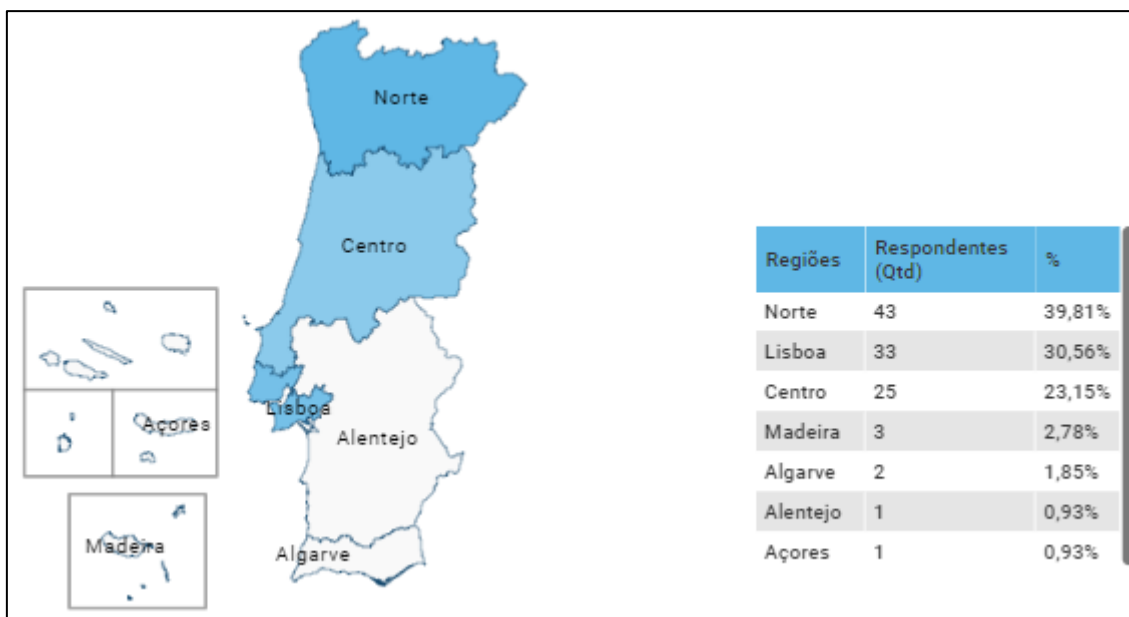 Norte
Centro
Lisboa
Açores
Alentejo
Madeira
Algarve
Regiões Respondentes (Qtd) %
Norte 43 39,81%
Lisboa 33 30,56%
Centro 25 23,15%
Madeira 3 2,78%
Algarve 2 1,85%
Alentejo 1 0,93%
Açores 1 0,93%